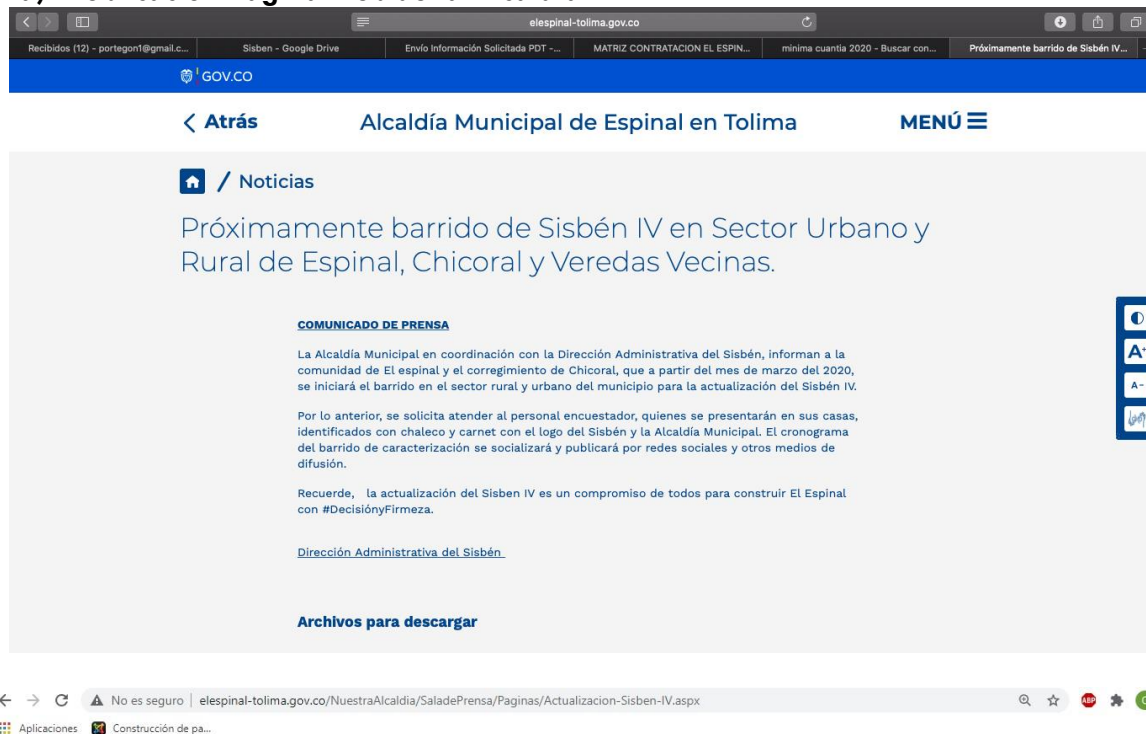 elespinal-tolima.gov.co
Recibidos (12) - portegon1@gmail.c... Sisben - Google Drive Envío Información Solicitada PDT -... MATRIZ CONTRATACION EL ESPIN... minima cuantia 2020 - Buscar con... Próximamente barrido de Sisbén IV...
GOV.CO
Atrás Alcaldía Municipal de Espinal en Tolima MENÚ
/ Noticias
Próximamente barrido de Sisbén IV en Sector Urbano y
Rural de Espinal, Chicoral y Veredas Vecinas.
COMUNICADO DE PRENSA
La Alcaldía Municipal en coordinación con la Dirección Administrativa del Sisbén, informan a la
comunidad de El espinal y el corregimiento de Chicoral, que a partir del mes de marzo del 2020,
se iniciará el barrido en el sector rural y urbano del municipio para la actualización del Sisbén IV.
Por lo anterior, se solicita atender al personal encuestador, quienes se presentarán en sus casas,
identificados con chaleco y carnet con el logo del Sisbén y la Alcaldía Municipal. El cronograma
del barrido de caracterización se socializará y publicará por redes sociales y otros medios de
difusión.
Recuerde, la actualización del Sisben IV es un compromiso de todos para construir El Espinal
con #DecisiónyFirmeza.
Dirección Administrativa del Sisbén
Archivos para descargar
A+
A-
No es seguro | elespinal-tolima.gov.co/NuestraAlcaldia/SaladePrensa/Paginas/Actualizacion-Sisben-IV.aspx
ABP
Aplicaciones Construcción de pa...